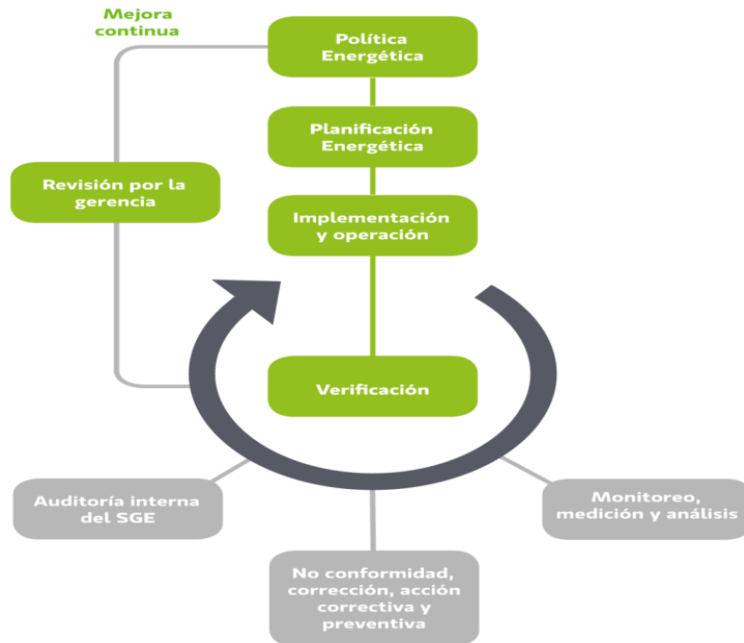 Mejora
continua
Política
Energética
Planificación
Energética
Revisión por la
gerencia
Implementación
y operación
Verificación
Auditoría interna
del SGE
Monitoreo,
medición y análisis
No conformidad,
corrección, acción
correctiva y
preventiva